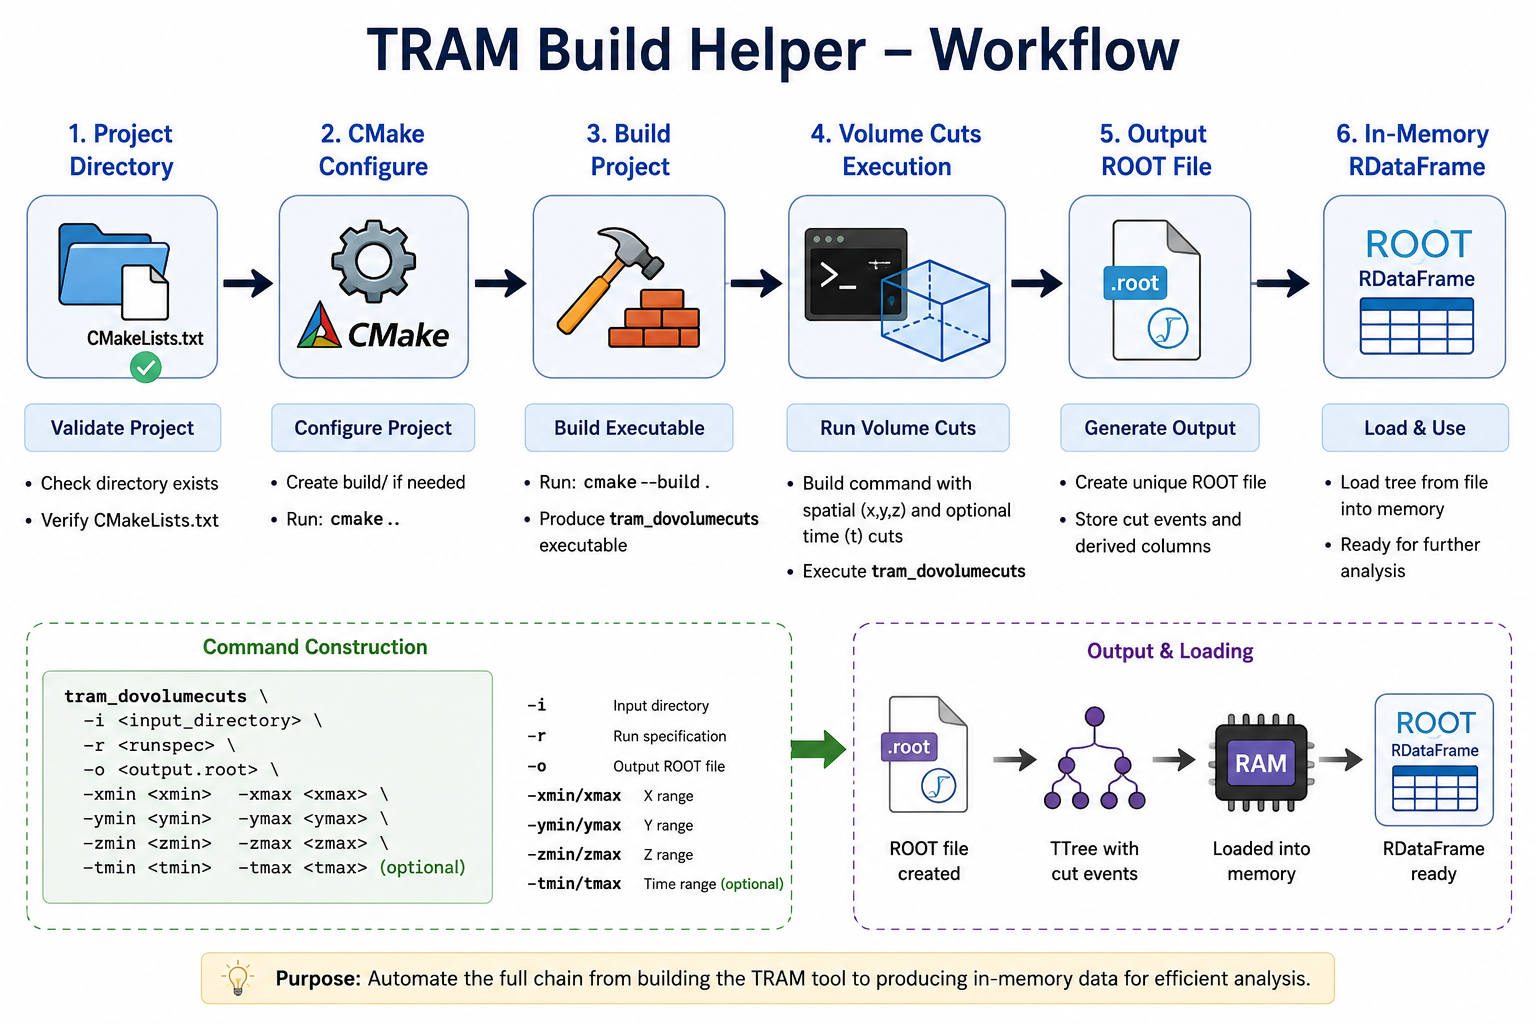 TRAM Build Helper – Workflow
1. Project
Directory
2. CMake
Configure
3. Build
Project
4. Volume Cuts
Execution
5. Output
ROOT File
6. In-Memory
RDataFrame
CMakeLists.txt
CMake
>_
.root
ROOT
RDataFrame
Validate Project
Configure Project
Build Executable
Run Volume Cuts
Generate Output
Load & Use
• Check directory exists
• Verify CMakeLists.txt
• Create build/ if needed
• Run: cmake ..
• Run: cmake --build .
• Produce tram_dovolumecuts
executable
• Build command with
spatial (x,y,z) and optional
time (t) cuts
• Execute tram_dovolumecuts
• Create unique ROOT file
• Store cut events and
derived columns
• Load tree from file
into memory
• Ready for further
analysis
Command Construction
tram_dovolumecuts \
-i <input_directory> \
-r <runspec> \
-o <output.root> \
-xmin <xmin> -xmax <xmax> \
-ymin <ymin> -ymax <ymax> \
-zmin <zmin> -zmax <zmax> \
-tmin <tmin> -tmax <tmax> (optional)
-i Input directory
-r Run specification
-o Output ROOT file
-xmin/xmax X range
-ymin/ymax Y range
-zmin/zmax Z range
-tmin/tmax Time range (optional)
Output & Loading
.root
RAM
ROOT
RDataFrame
ROOT file
created
TTree with
cut events
Loaded into
memory
RDataFrame
ready
Purpose: Automate the full chain from building the TRAM tool to producing in-memory data for efficient analysis.